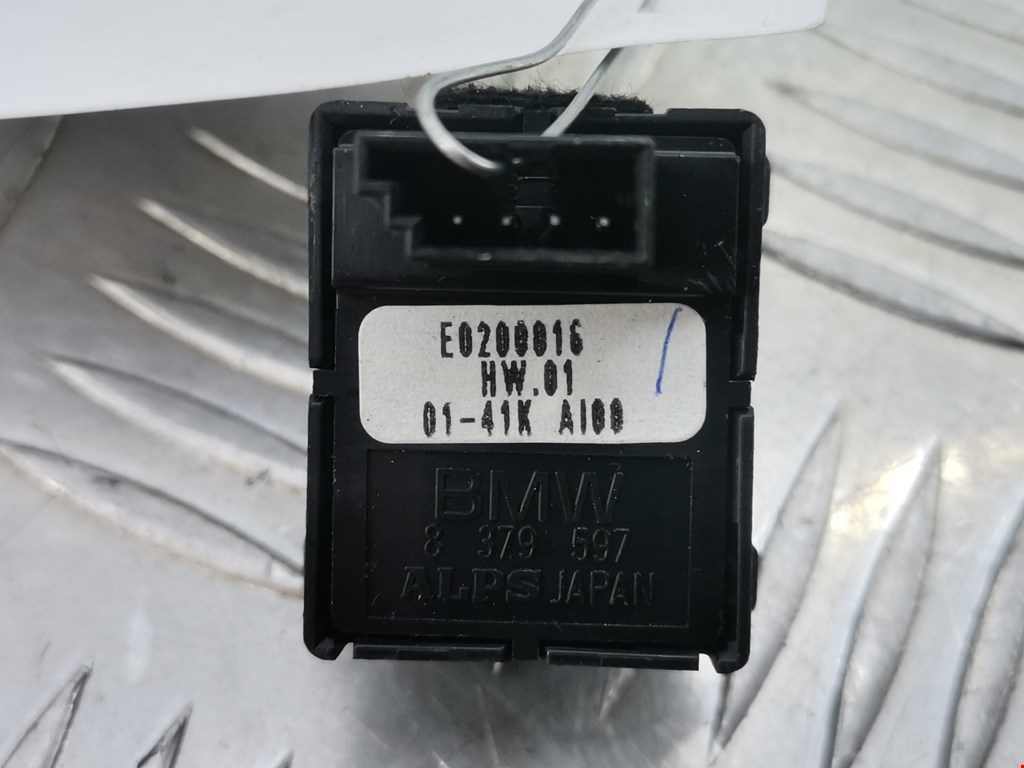 E0200016
HW.01
01-41K AI00
BMW
8 379 597
ALPS JAPAN